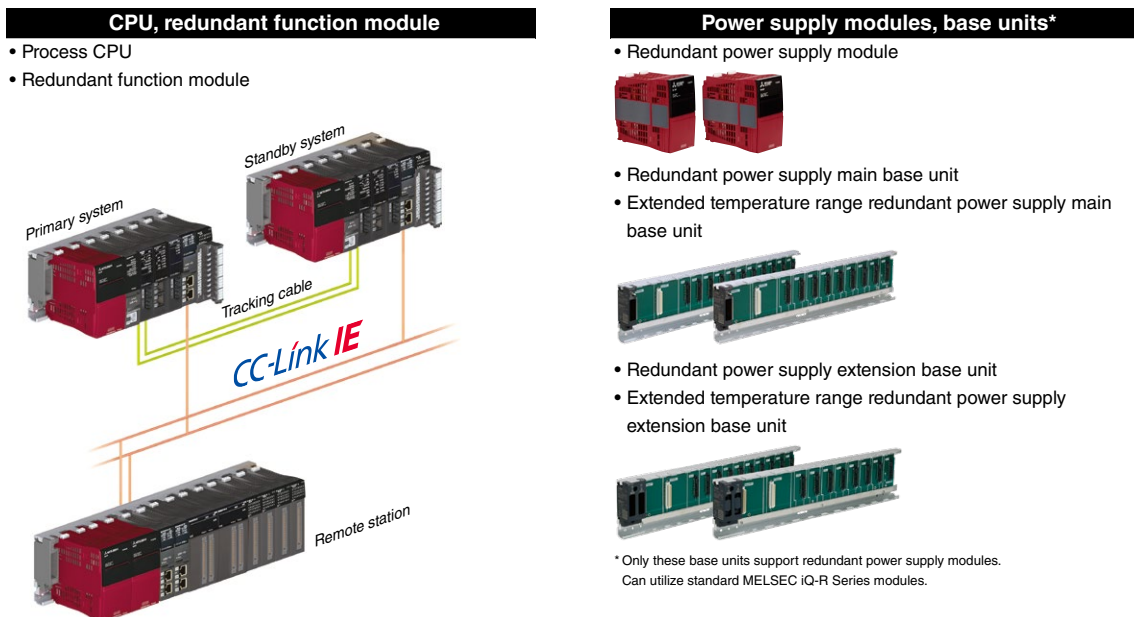 CPU, redundant function module
• Process CPU
• Redundant function module
Standby system
Primary system
Tracking cable
CC-Link IE
Remote station
Power supply modules, base units*
• Redundant power supply module
• Redundant power supply main base unit
• Extended temperature range redundant power supply main
base unit
• Redundant power supply extension base unit
• Extended temperature range redundant power supply
extension base unit
* Only these base units support redundant power supply modules.
Can utilize standard MELSEC iQ-R Series modules.